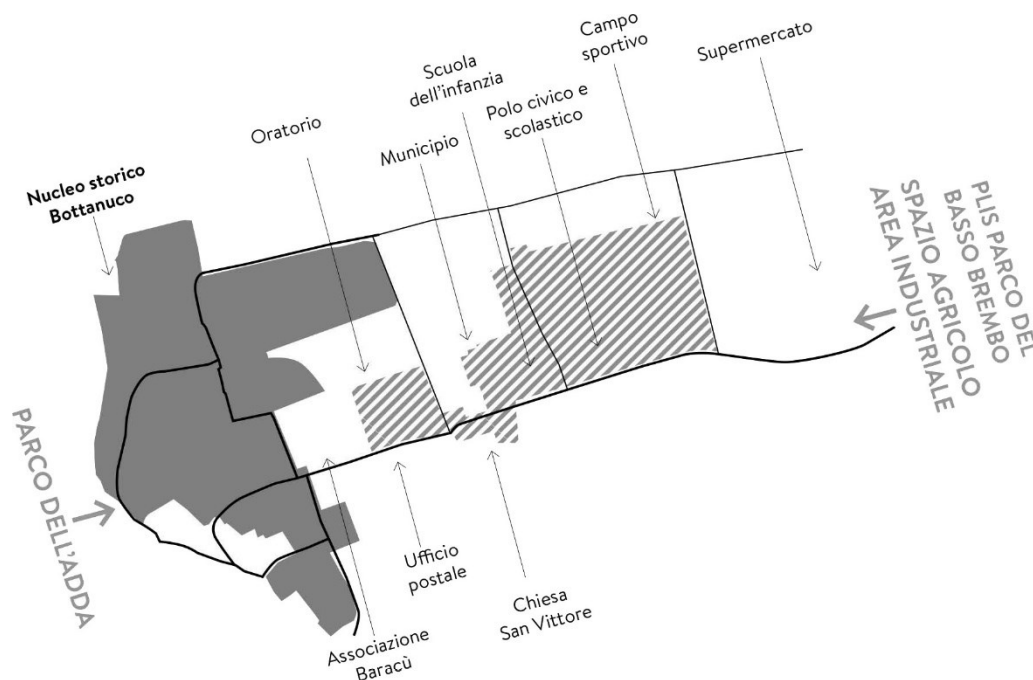 Campo
sportivo
Supermercato
Scuola
dell'infanzia
Polo civico e
scolastico
Oratorio
Municipio
Nucleo storico
Bottanuco
PLIS PARCO DEL
BASSO BREMBO
SPAZIO AGRICOLO
AREA INDUSTRIALE
PARCO DELL'ADDA
Ufficio
postale
Chiesa
San Vittore
Associazione
Baracù